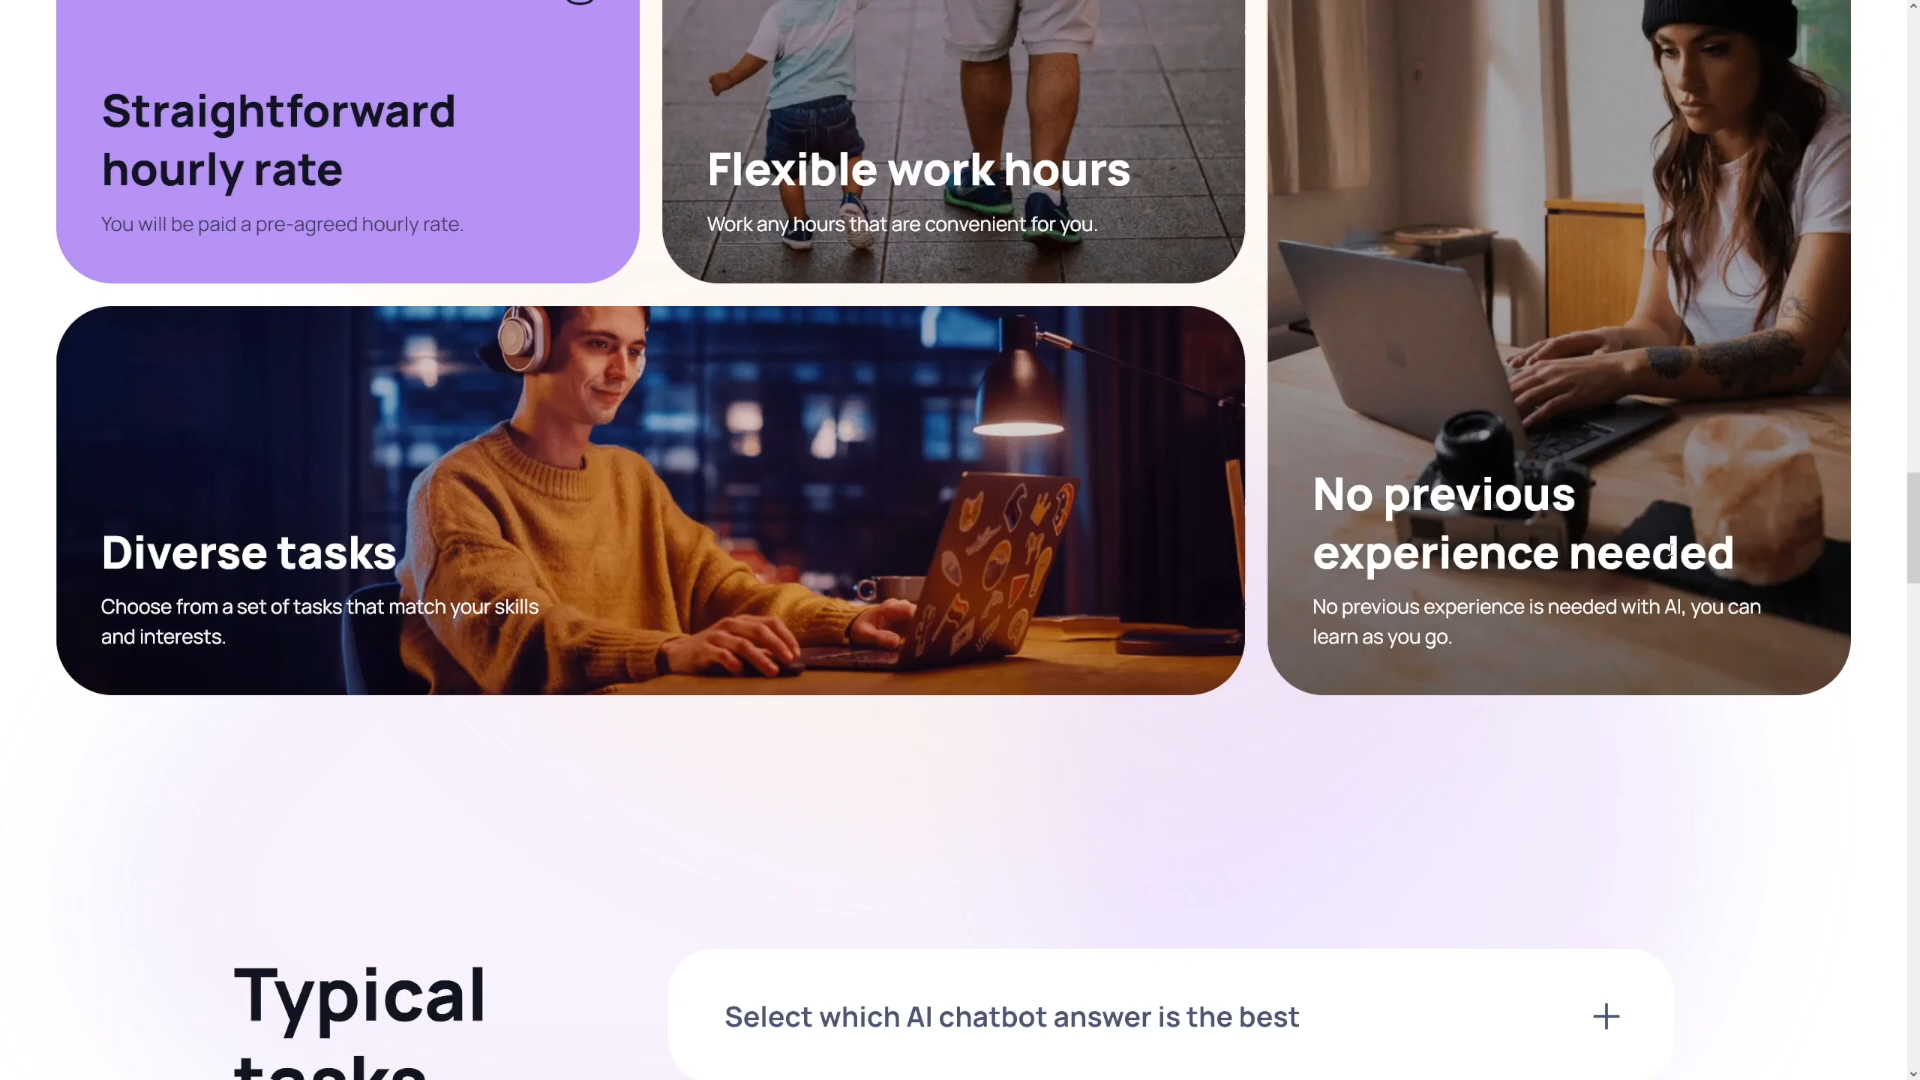 Straightforward
hourly rate
You will be paid a pre-agreed hourly rate.
Flexible work hours
Work any hours that are convenient for you.
Diverse tasks
Choose from a set of tasks that match your skills
and interests.
No previous
experience needed
No previous experience is needed with AI, you can
learn as you go.
Typical
tasks
Select which AI chatbot answer is the best